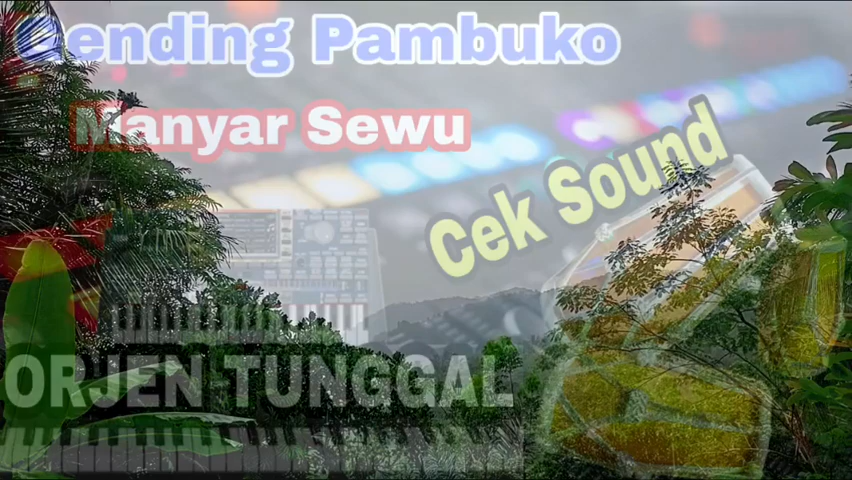 Gending Pambuko
Manyar Sewu
Cek Sound
ORJEN TUNGGAL